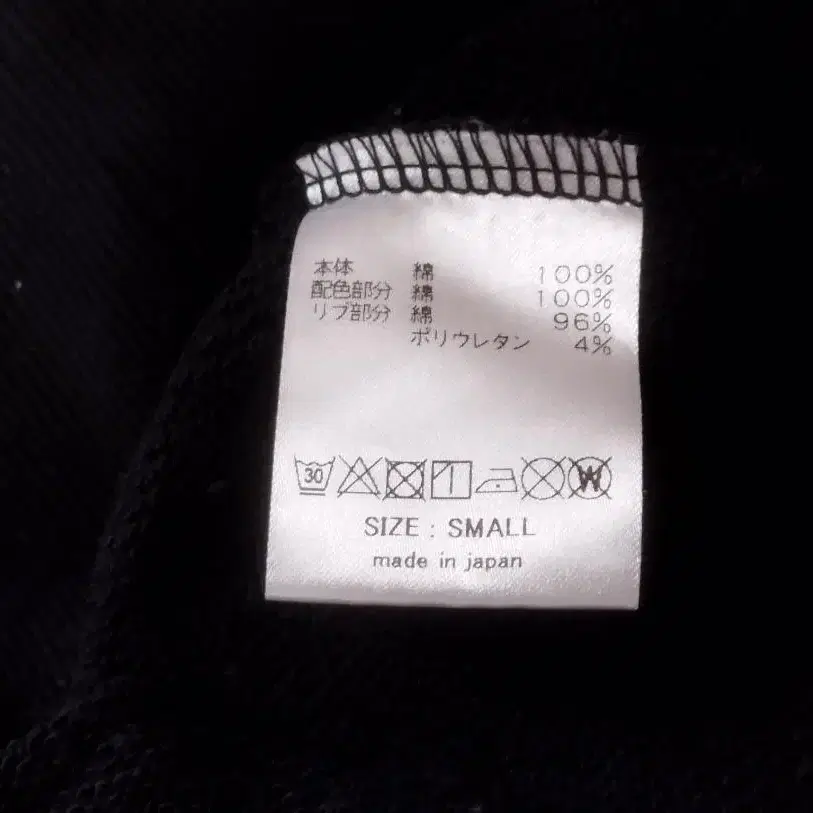 本体 綿 100%
配色部分 綿 100%
リブ部分 綿 96%
ポリウレタン 4%
30 W
SIZE : SMALL
made in japan